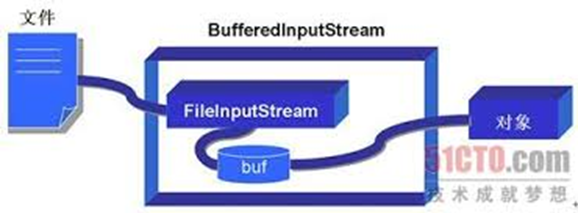 文件
BufferedInputStream
FileInputStream
buf
对象
51CTO.com
技术成就梦想